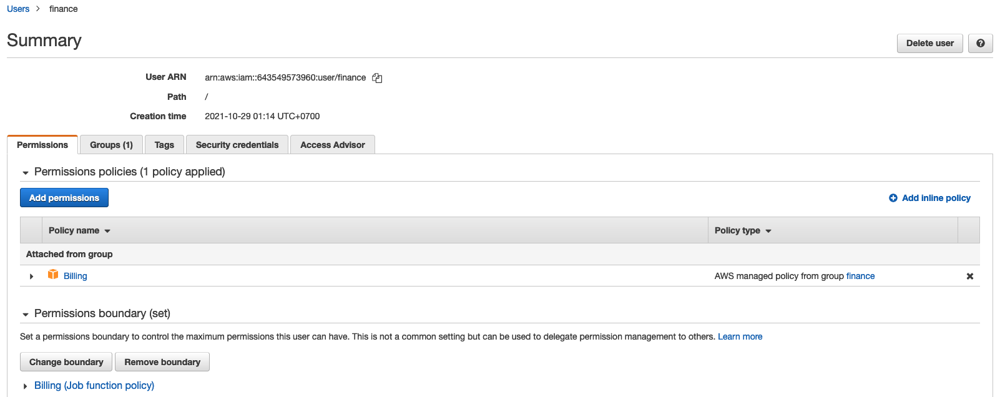 Users > finance
Summary
Delete user
User ARN arn:aws:iam::643549573960:user/finance
Path /
Creation time 2021-10-29 01:14 UTC+0700
Permissions Groups (1) Tags Security credentials Access Advisor
Permissions policies (1 policy applied)
Add permissions Add inline policy
Policy name Policy type
Attached from group
Billing AWS managed policy from group finance
Permissions boundary (set)
Set a permissions boundary to control the maximum permissions this user can have. This is not a common setting but can be used to delegate permission management to others. Learn more
Change boundary Remove boundary
Billing (Job function policy)